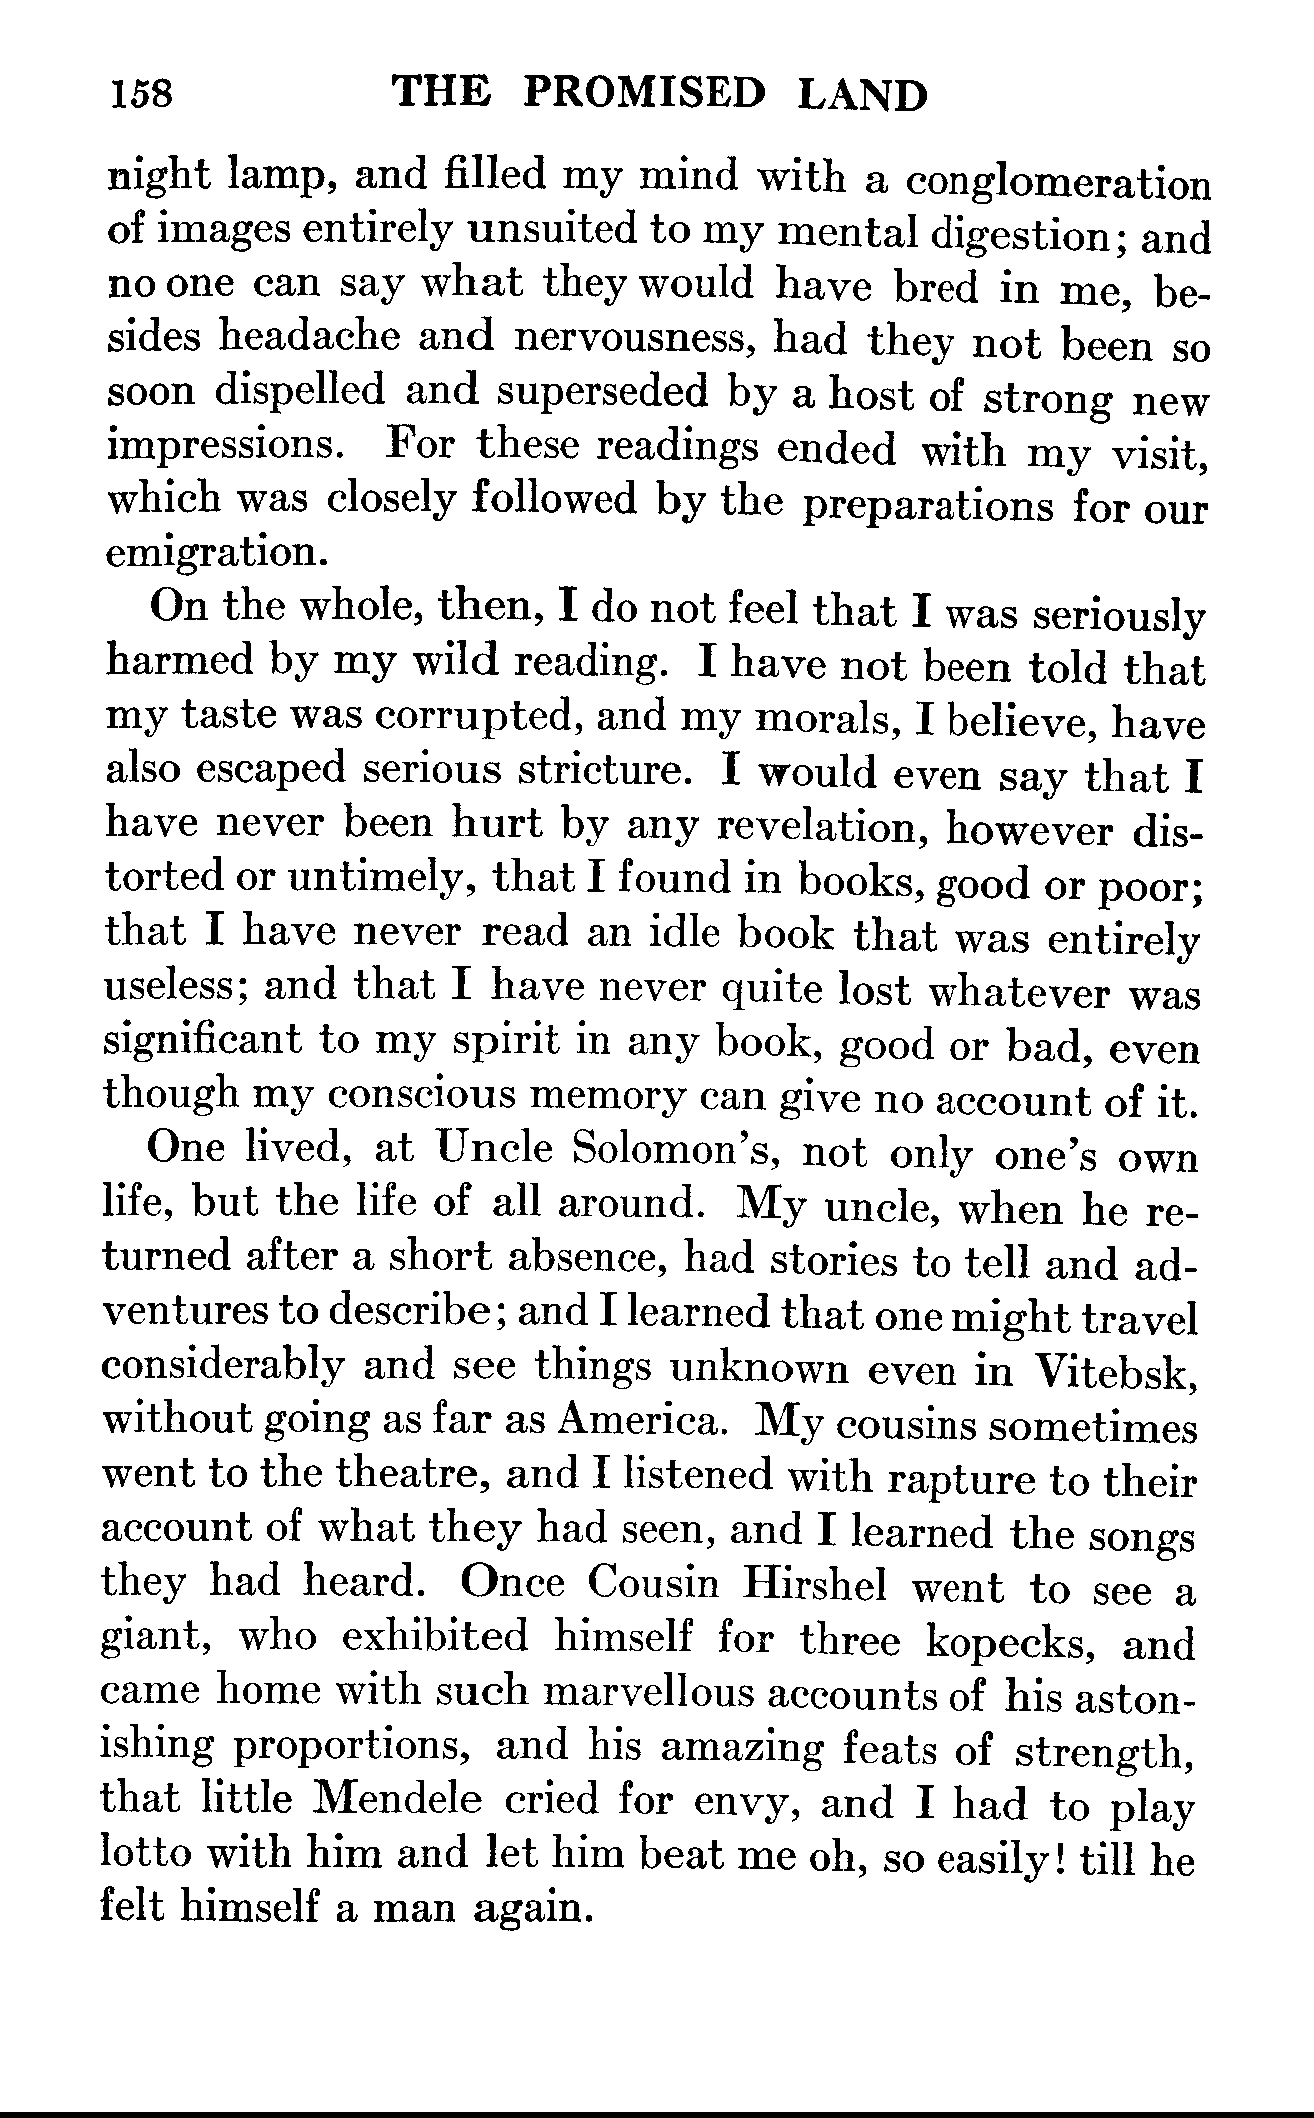 158 THE PROMISED LAND
night lamp, and filled my mind with a conglomeration
of images entirely unsuited to my mental digestion; and
no one can say what they would have bred in me, be-
sides headache and nervousness, had they not been so
soon dispelled and superseded by a host of strong new
impressions. For these readings ended with my visit,
which was closely followed by the preparations for our
emigration.
On the whole, then, I do not feel that I was seriously
harmed by my wild reading. I have not been told that
my taste was corrupted, and my morals, I believe, have
also escaped serious stricture. I would even say that I
have never been hurt by any revelation, however dis-
torted or untimely, that I found in books, good or poor;
that I have never read an idle book that was entirely
useless; and that I have never quite lost whatever was
significant to my spirit in any book, good or bad, even
though my conscious memory can give no account of it.
One lived, at Uncle Solomon's, not only one's own
life, but the life of all around. My uncle, when he re-
turned after a short absence, had stories to tell and ad-
ventures to describe; and I learned that one might travel
considerably and see things unknown even in Vitebsk,
without going as far as America. My cousins sometimes
went to the theatre, and I listened with rapture to their
account of what they had seen, and I learned the songs
they had heard. Once Cousin Hirshel went to see a
giant, who exhibited himself for three kopecks, and
came home with such marvellous accounts of his aston-
ishing proportions, and his amazing feats of strength,
that little Mendele cried for envy, and I had to play
lotto with him and let him beat me oh, so easily! till he
felt himself a man again.